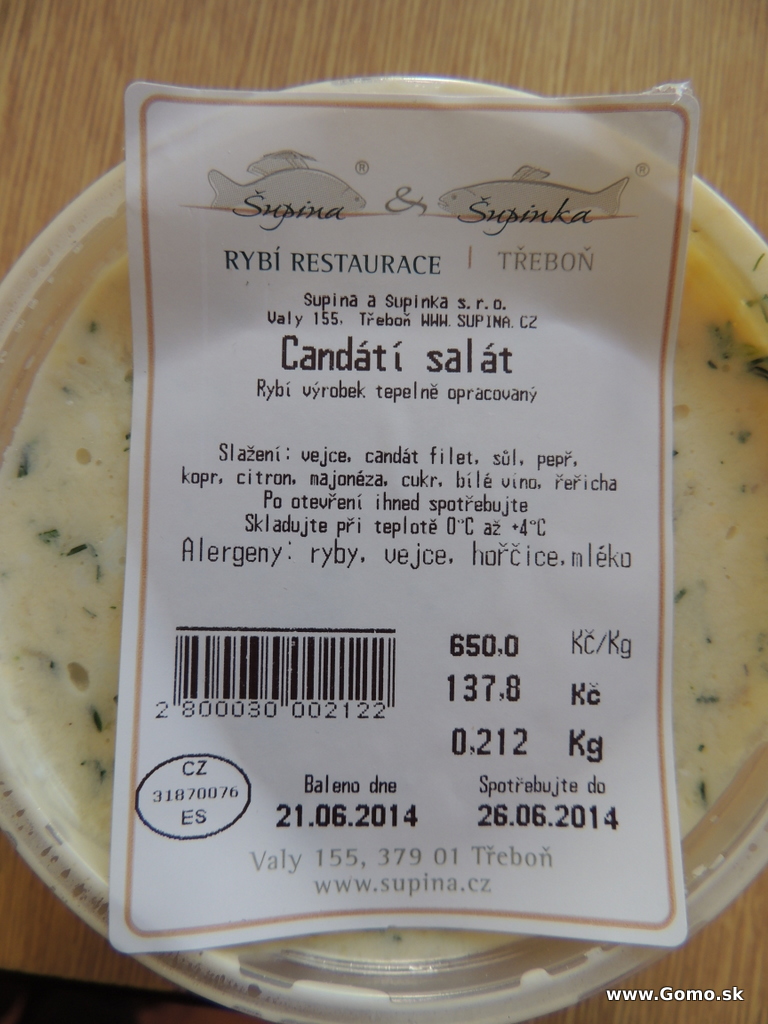 Šupina ® & Šupinka ®
RYBÍ RESTAURACE | TŘEBOŇ
Supina a Supinka s.r.o.
Valy 155, Třeboň WWW.SUPINA.CZ
Candátí salát
Rybí výrobek tepelně opracovaný
Slažení: vejce, candát filet, sůl, pepř,
kopr, citron, majonéza, cukr, bílé víno, řeřicha
Po otevření ihned spotřebujte
Skladujte při teplotě 0°C až +4°C
Alergeny: ryby, vejce, hořčice,mléko
650,0 Kč/Kg
137,8 Kč
0,212 Kg
2 800030 002122
CZ
31870076
ES
Baleno dne Spotřebujte do
21.06.2014 26.06.2014
Valy 155, 379 01 Třeboň
www.supina.cz
www.Gomo.sk